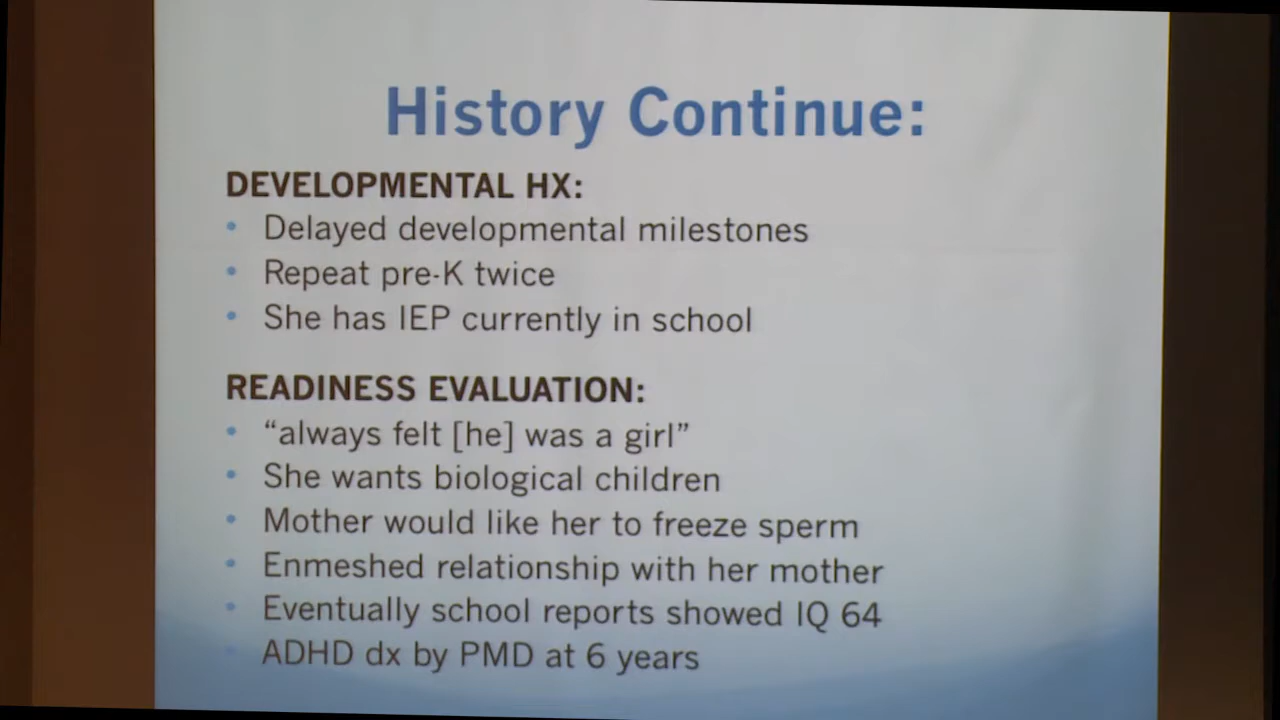 History Continue:
DEVELOPMENTAL HX:
• Delayed developmental milestones
• Repeat pre-K twice
• She has IEP currently in school
READINESS EVALUATION:
• “always felt [he] was a girl”
• She wants biological children
• Mother would like her to freeze sperm
• Enmeshed relationship with her mother
• Eventually school reports showed IQ 64
• ADHD dx by PMD at 6 years